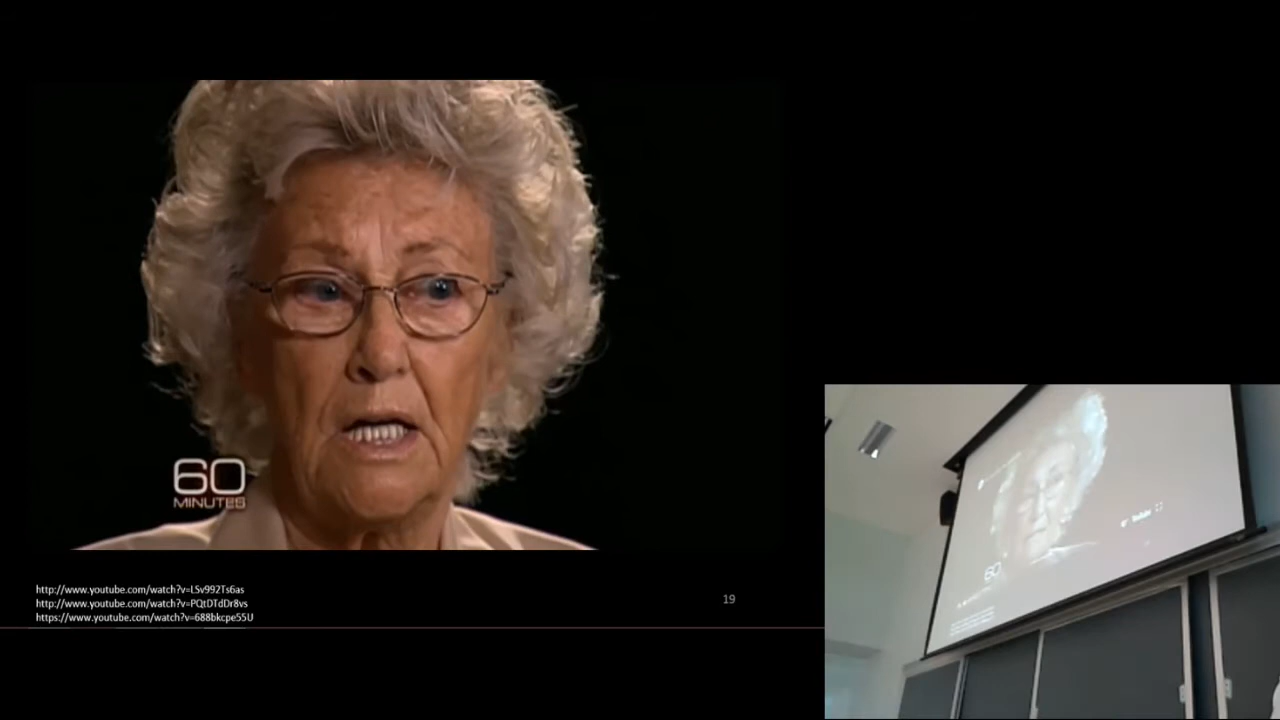 60
MINUTES
http://www.youtube.com/watch?v=LSv992Ts6as
http://www.youtube.com/watch?v=PQtDTdDr8vs
https://www.youtube.com/watch?v=688bkcpe55U
19
60